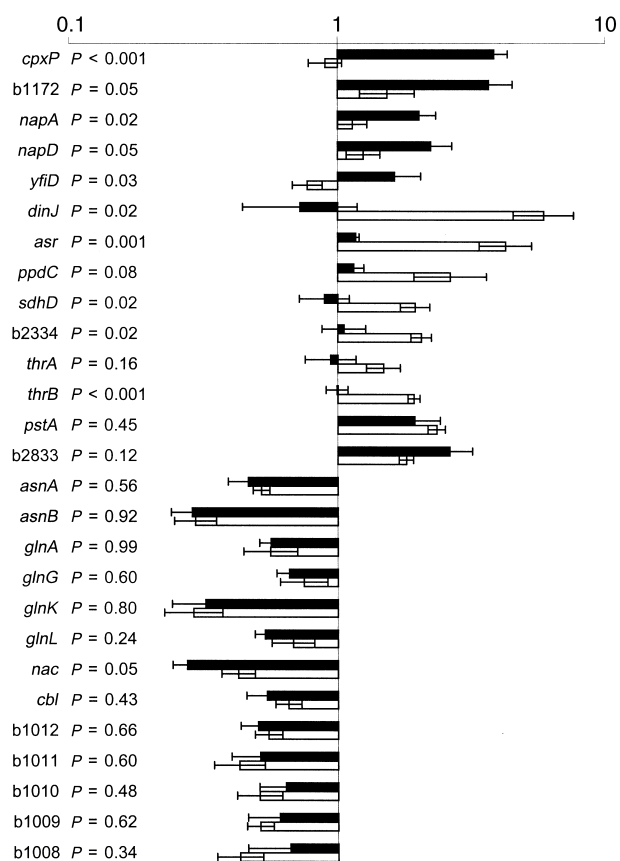 0.1 1 10
cpxP P < 0.001
b1172 P = 0.05
napA P = 0.02
napD P = 0.05
yfiD P = 0.03
dinJ P = 0.02
asr P = 0.001
ppdC P = 0.08
sdhD P = 0.02
b2334 P = 0.02
thrA P = 0.16
thrB P < 0.001
pstA P = 0.45
b2833 P = 0.12
asnA P = 0.56
asnB P = 0.92
glnA P = 0.99
glnG P = 0.60
glnK P = 0.80
glnL P = 0.24
nac P = 0.05
cbl P = 0.43
b1012 P = 0.66
b1011 P = 0.60
b1010 P = 0.48
b1009 P = 0.62
b1008 P = 0.34